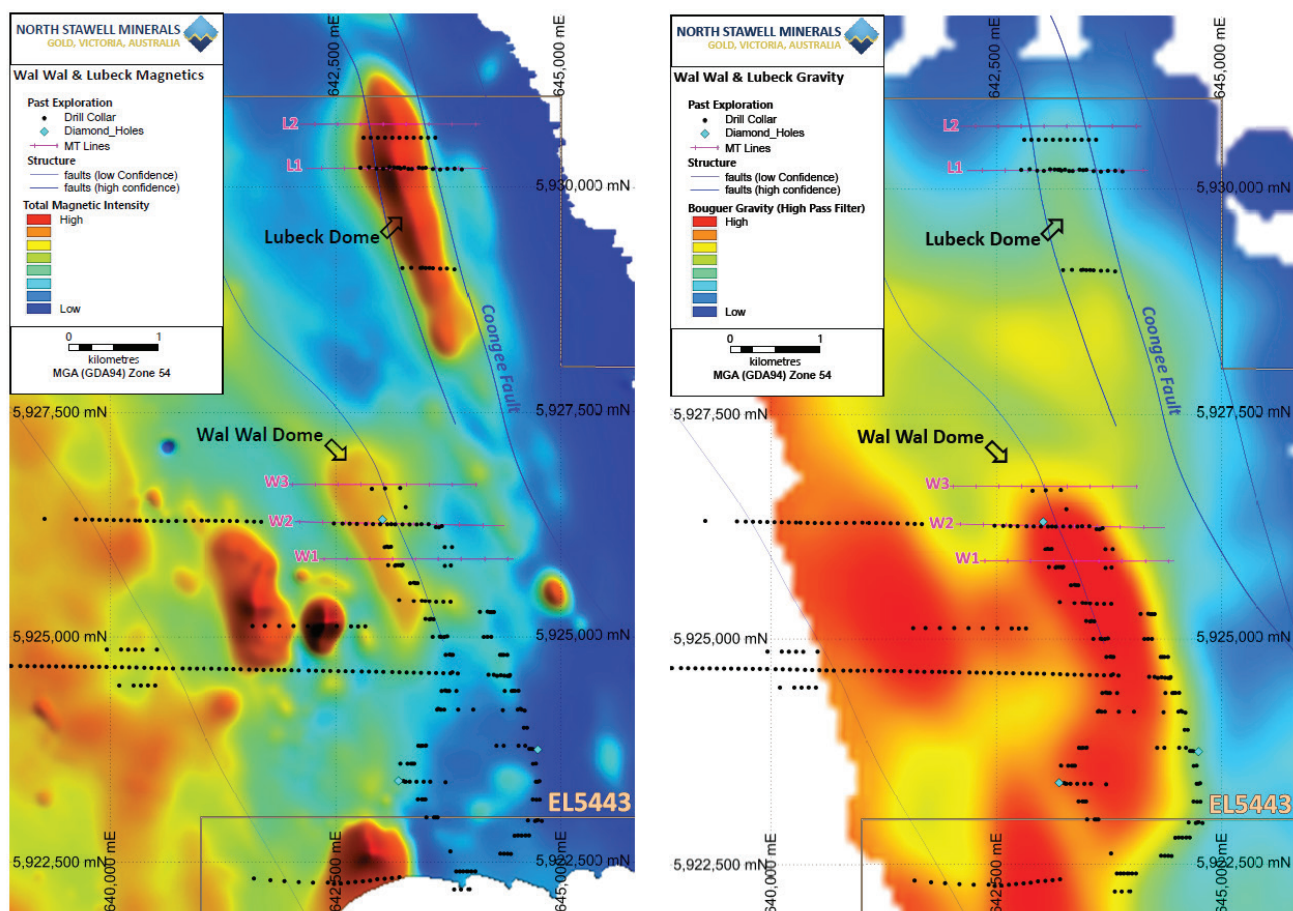 NORTH STAWELL MINERALS
GOLD, VICTORIA, AUSTRALIA
Wal Wal & Lubeck Magnetics
Past Exploration
Drill Collar
Diamond_Holes
MT Lines
Structure
faults (low Confidence)
faults (high confidence)
Total Magnetic Intensity
High
Low
0 1
kilometres
MGA (GDA94) Zone 54
642,500 mE
645,000 mE
L2
L1
5,930,000 mN
Lubeck Dome
Coongee Fault
5,927,500 mN
5,927,500 mN
Wal Wal Dome
W3
W2
W1
5,925,000 mN
5,925,000 mN
EL5443
5,922,500 mN
5,922,500 mN
640,000 mE
642,500 mE
645,000 mE
NORTH STAWELL MINERALS
GOLD, VICTORIA, AUSTRALIA
Wal Wal & Lubeck Gravity
Past Exploration
Drill Collar
Diamond_Holes
MT Lines
Structure
faults (low Confidence)
faults (high confidence)
Bouguer Gravity (High Pass Filter)
High
Low
0 1
kilometres
MGA (GDA94) Zone 54
642,500 mE
645,000 mE
L2
L1
5,930,000 mN
Lubeck Dome
Coongee Fault
5,927,500 mN
5,927,500 mN
Wal Wal Dome
W3
W2
W1
5,925,000 mN
5,925,000 mN
EL5443
5,922,500 mN
5,922,500 mN
640,000 mE
642,500 mE
645,000 mE